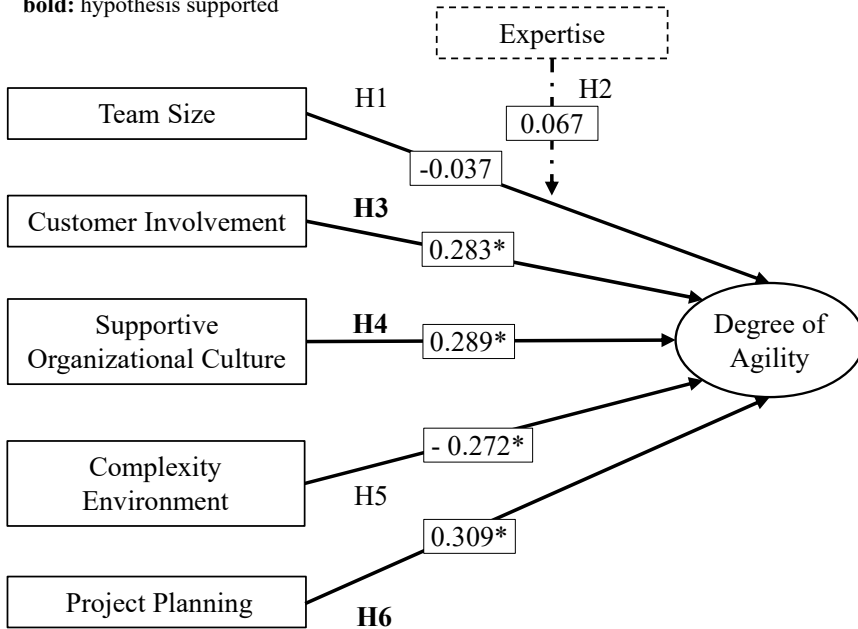 bold: hypothesis supported
Expertise
H1
H2
Team Size
0.067
-0.037
Customer Involvement
H3
0.283*
Supportive
Organizational Culture
H4
0.289*
Degree of
Agility
Complexity
Environment
- 0.272*
H5
0.309*
Project Planning
H6